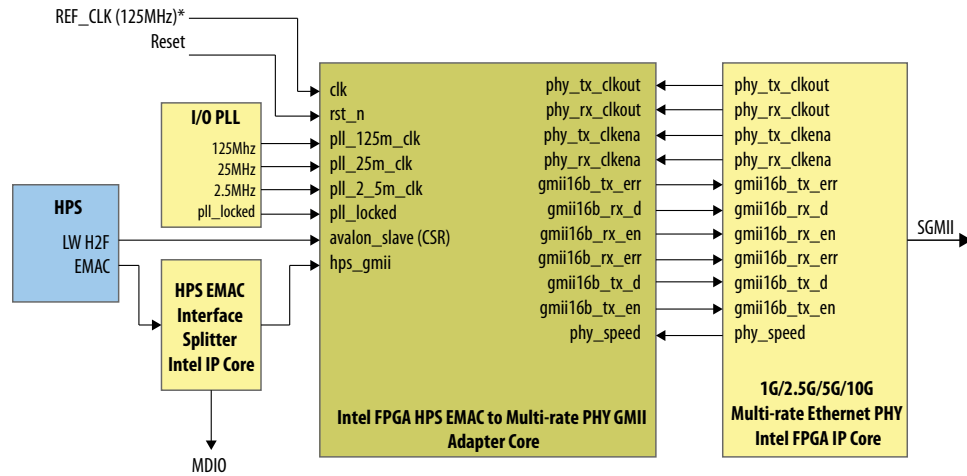 REF_CLK (125MHz)*
Reset
I/O PLL
125Mhz
25MHz
2.5MHz
pll_locked
HPS
LW H2F
EMAC
HPS EMAC
Interface
Splitter
Intel IP Core
MDIO
clk
rst_n
pll_125m_clk
pll_25m_clk
pll_2_5m_clk
pll_locked
avalon_slave (CSR)
hps_gmii
phy_tx_clkout
phy_rx_clkout
phy_tx_clkena
phy_rx_clkena
gmii16b_tx_err
gmii16b_rx_d
gmii16b_rx_en
gmii16b_rx_err
gmii16b_tx_d
gmii16b_tx_en
phy_speed
Intel FPGA HPS EMAC to Multi-rate PHY GMII
Adapter Core
phy_tx_clkout
phy_rx_clkout
phy_tx_clkena
phy_rx_clkena
gmii16b_tx_err
gmii16b_rx_d
gmii16b_rx_en
gmii16b_rx_err
gmii16b_tx_d
gmii16b_tx_en
phy_speed
1G/2.5G/5G/10G
Multi-rate Ethernet PHY
Intel FPGA IP Core
SGMII